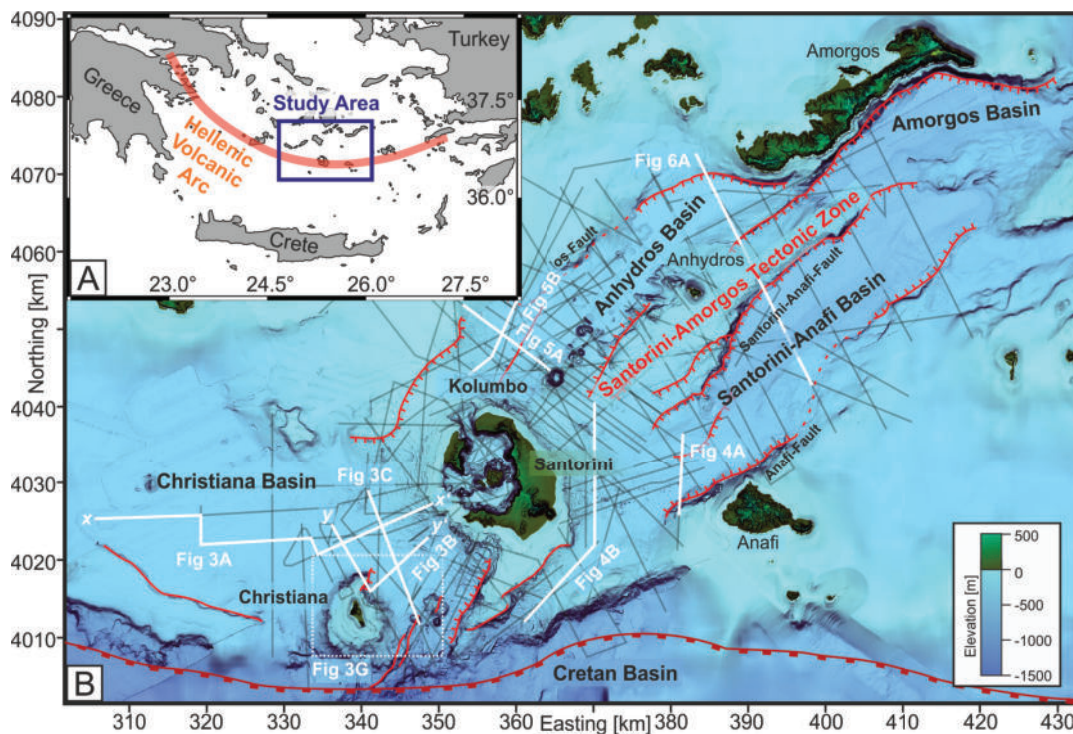 4090
4080
4070
4060
4050
4040
4030
4020
4010
Northing [km]
Greece
Turkey
Study Area
Hellenic
Volcanic
Arc
Crete
37.5°
36.0°
A
23.0°
24.5°
26.0°
27.5°
Amorgos
Amorgos Basin
Fig 6A
os Fault
Anhydros Basin
Anhydros
Santorini-Amorgos Tectonic Zone
Santorini-Anafi-Fault
Santorini-Anafi Basin
Fig 5B
Fig 5A
Kolumbo
Santorini
Fig 4A
Anafi-Fault
Anafi
Christiana Basin
Fig 3C
x
y
x
y
Fig 3A
Fig 3B
Fig 4B
Christiana
Fig 3G
Cretan Basin
B
Elevation [m]
500
0
-500
-1000
-1500
310
320
330
340
350
360
Easting [km]
380
390
400
410
420
430